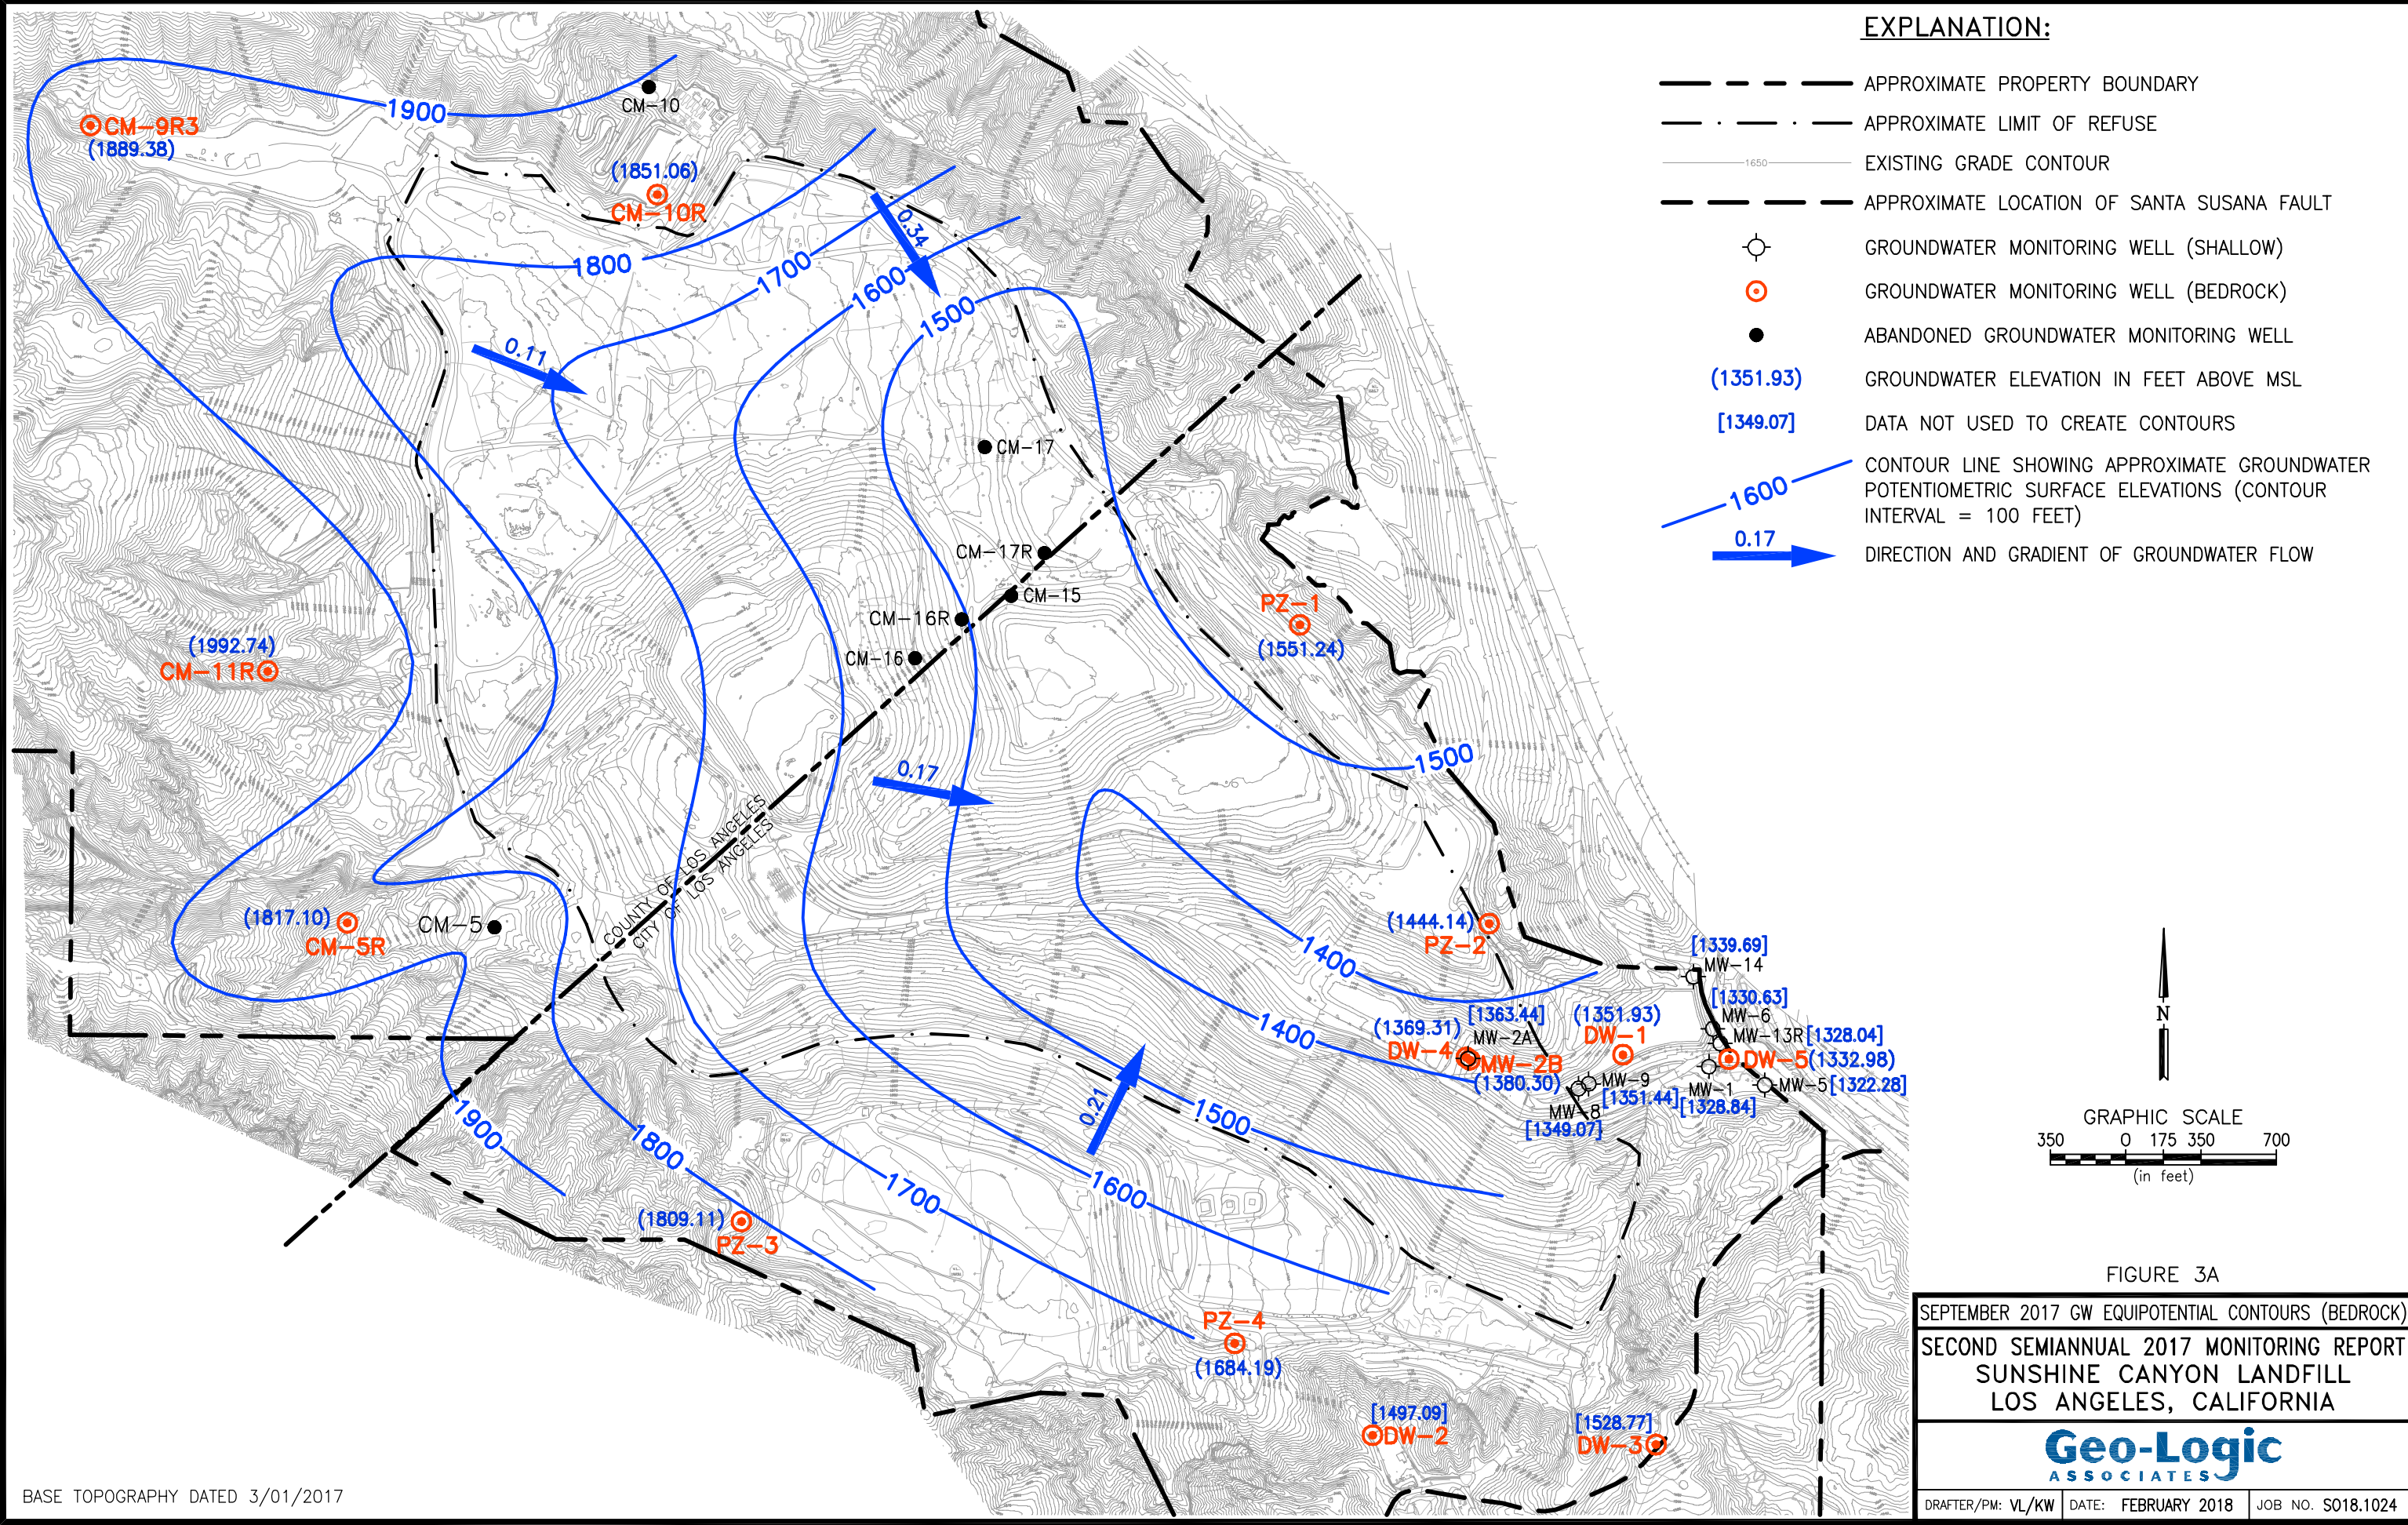 EXPLANATION:
APPROXIMATE PROPERTY BOUNDARY
APPROXIMATE LIMIT OF REFUSE
1650
EXISTING GRADE CONTOUR
APPROXIMATE LOCATION OF SANTA SUSANA FAULT
GROUNDWATER MONITORING WELL (SHALLOW)
GROUNDWATER MONITORING WELL (BEDROCK)
ABANDONED GROUNDWATER MONITORING WELL
(1351.93)
GROUNDWATER ELEVATION IN FEET ABOVE MSL
[1349.07]
DATA NOT USED TO CREATE CONTOURS
1600
CONTOUR LINE SHOWING APPROXIMATE GROUNDWATER
POTENTIOMETRIC SURFACE ELEVATIONS (CONTOUR
INTERVAL = 100 FEET)
0.17
DIRECTION AND GRADIENT OF GROUNDWATER FLOW
1900
CM-10
CM-9R3
(1889.38)
(1851.06)
CM-10R
0.34
1800
1700
1600
1500
0.11
CM-17
CM-17R
CM-15
CM-16R
CM-16
PZ-1
(1551.24)
(1992.74)
CM-11R
1500
0.17
COUNTY OF LOS ANGELES
CITY OF LOS ANGELES
(1817.10)
CM-5R
CM-5
(1444.14)
PZ-2
1400
[1339.69]
MW-14
[1330.63]
MW-6
MW-13R [1328.04]
1400
(1369.31)
DW-4
[1363.44]
MW-2A
MW-2B
(1380.30)
(1351.93)
DW-1
DW-5 (1332.98)
MW-9
[1351.44]
MW-8
[1349.07]
MW-1
[1328.84]
MW-5 [1322.28]
1900
1800
0.21
1500
1600
1700
(1809.11)
PZ-3
PZ-4
(1684.19)
[1497.09]
DW-2
[1528.77]
DW-3
N
GRAPHIC SCALE
350 0 175 350 700
(in feet)
FIGURE 3A
SEPTEMBER 2017 GW EQUIPOTENTIAL CONTOURS (BEDROCK)
SECOND SEMIANNUAL 2017 MONITORING REPORT
SUNSHINE CANYON LANDFILL
LOS ANGELES, CALIFORNIA
Geo-Logic
ASSOCIATES
DRAFTER/PM: VL/KW DATE: FEBRUARY 2018 JOB NO. SO18.1024
BASE TOPOGRAPHY DATED 3/01/2017